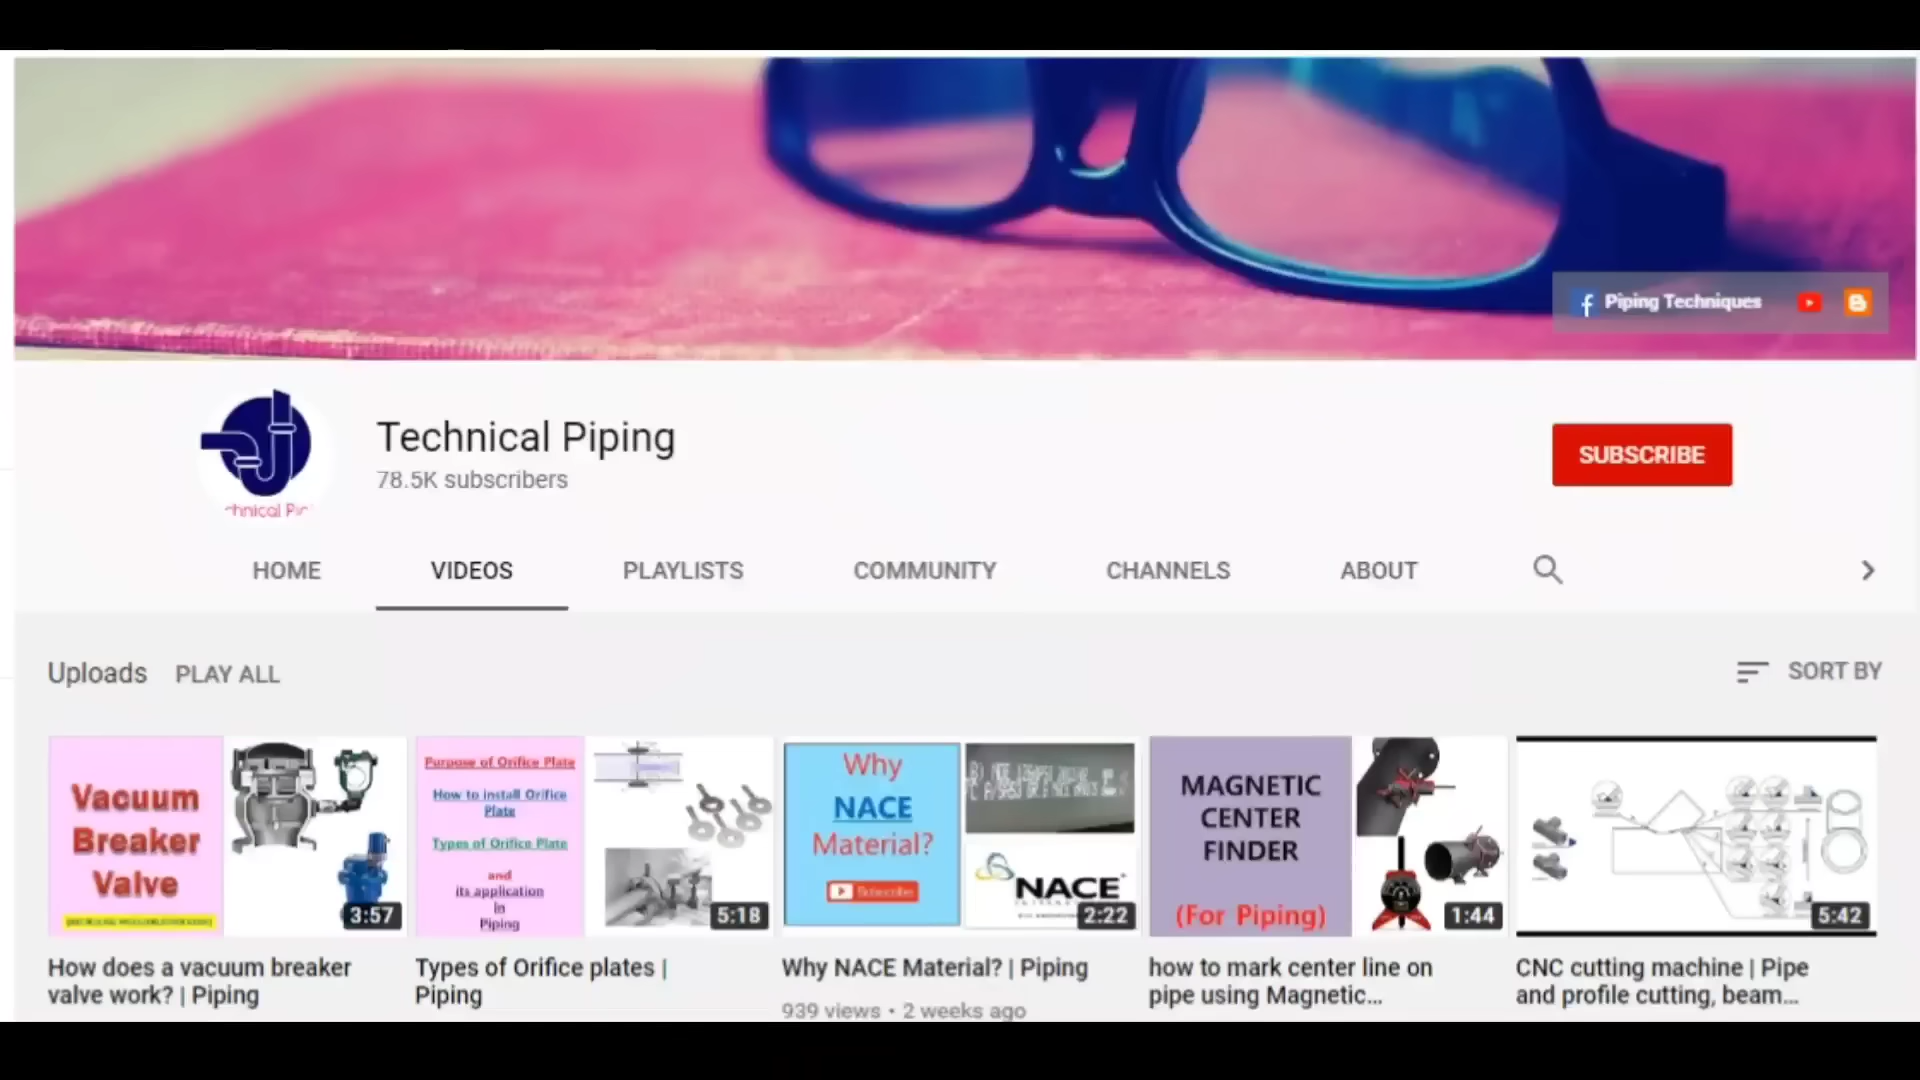 Piping Techniques
Technical Piping
78.5K subscribers
SUBSCRIBE
HOME
VIDEOS
PLAYLISTS
COMMUNITY
CHANNELS
ABOUT
Uploads
PLAY ALL
SORT BY
Vacuum
Breaker
Valve
3:57
Purpose of Orifice Plate
How to install Orifice
Plate
Types of Orifice Plate
and
its application
in
Piping
5:18
Why
NACE
Material?
Subscribe
NACE
2:22
MAGNETIC
CENTER
FINDER
(For Piping)
1:44
5:42
How does a vacuum breaker
valve work? | Piping
Types of Orifice plates |
Piping
Why NACE Material? | Piping
939 views • 2 weeks ago
how to mark center line on
pipe using Magnetic...
CNC cutting machine | Pipe
and profile cutting, beam...